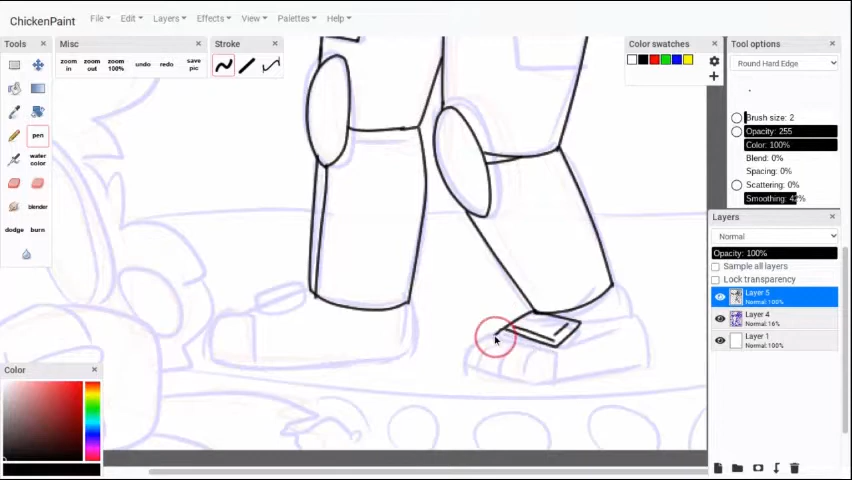 ChickenPaint
File Edit Layers Effects View Palettes Help
Tools
Misc
zoom in
zoom out
zoom 100%
undo
redo
save pic
Stroke
Color swatches
Tool options
Round Hard Edge
Brush size: 2
Opacity: 255
Color: 100%
Blend: 0%
Spacing: 0%
Scattering: 0%
Smoothing: 42%
pen
water color
blender
dodge
burn
Layers
Normal
Opacity: 100%
Sample all layers
Lock transparency
Layer 5
Normal:100%
Layer 4
Normal:16%
Layer 1
Normal:100%
Color